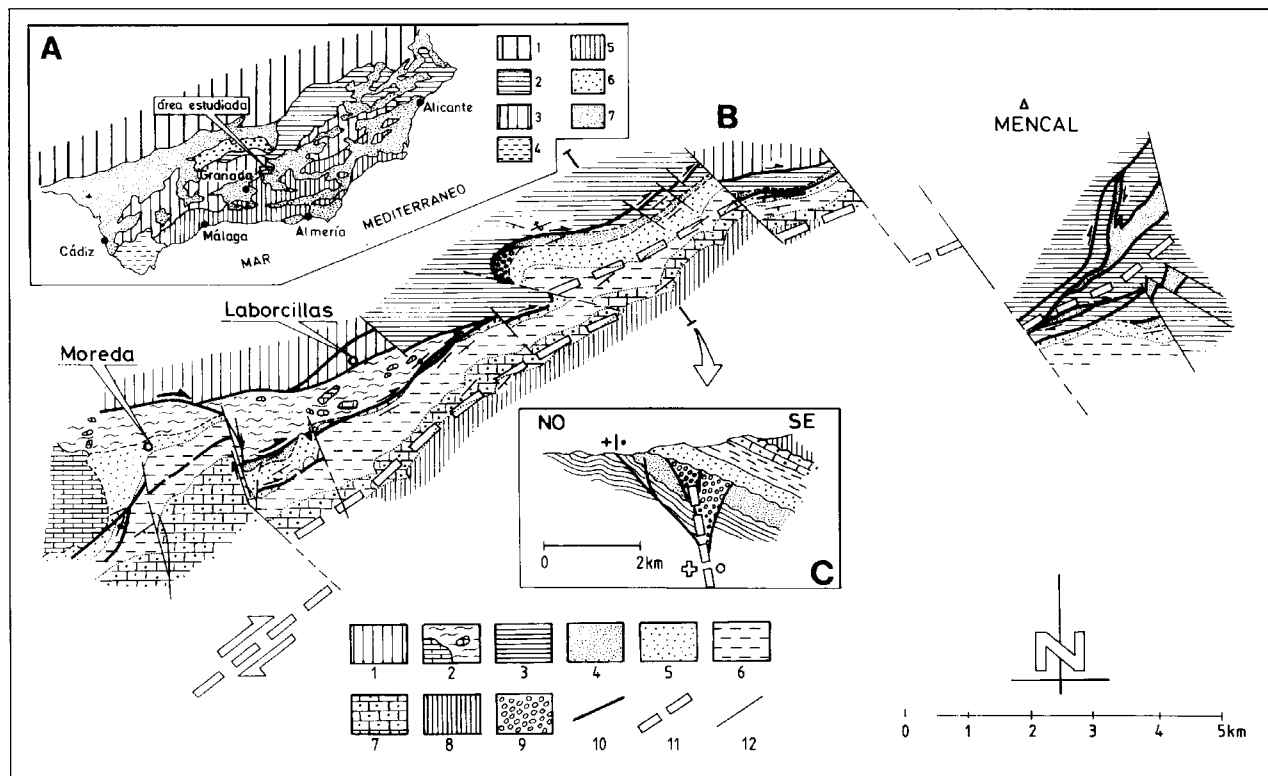 A
área estudiada
Alicante
Granada
Almería
Málaga
Cádiz
MAR MEDITERRANEO
1
2
3
4
5
6
7
B
Δ
MENCAL
Laborcillas
Moreda
NO
SE
+|•
0
2km
C
1
2
3
4
5
6
7
8
9
10
11
12
N
0 1 2 3 4 5km